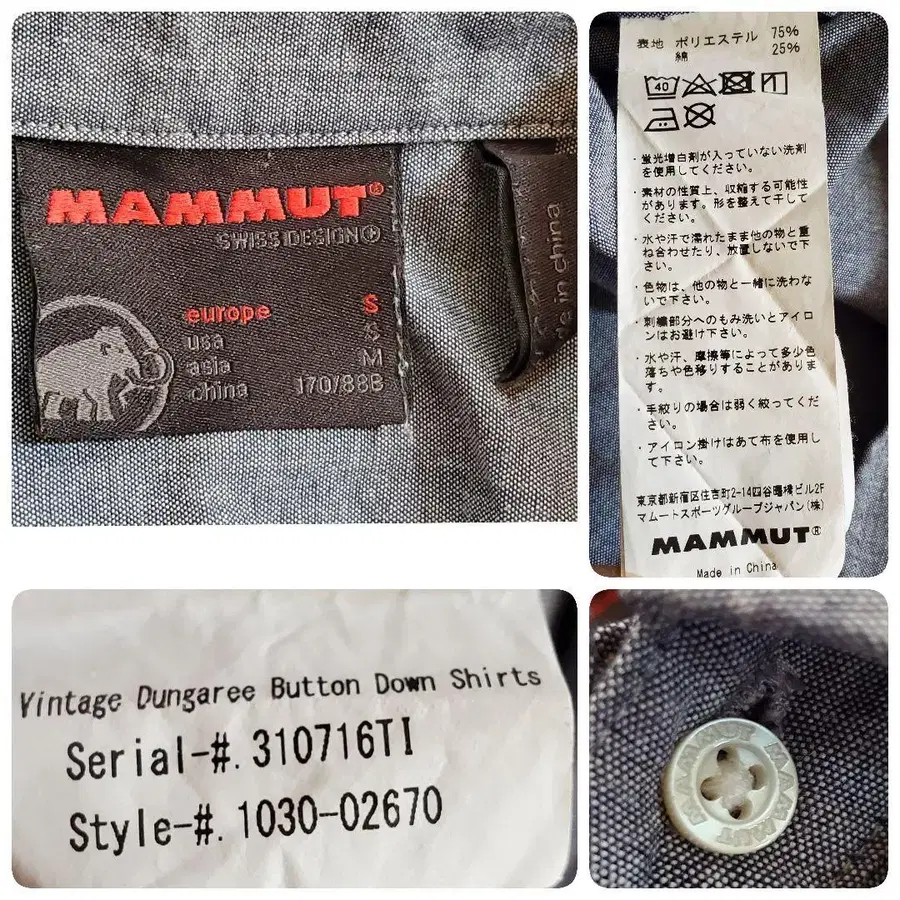 MAMMUT®
SWISS DESIGN
europe S
usa S
asia M
china 170/88B
in china
表地 ポリエステル 75%
綿 25%
40
・蛍光増白剤が入っていない洗剤
を使用してください。
・素材の性質上、収縮する可能性
があります。形を整えて干して
ください。
・水や汗で濡れたまま他の物と重
ね合わせたり、放置しないで下
さい。
・色物は、他の物と一緒に洗わな
いで下さい。
・刺繍部分へのもみ洗いとアイロ
ンはお避け下さい。
・水や汗、摩擦等によって多少色
落ちや色移りすることがありま
す。
・手絞りの場合は弱く絞ってくだ
さい。
・アイロン掛けはあて布を使用し
て下さい。
東京都新宿区住吉町2-14四谷曙橋ビル2F
マムートスポーツグループジャパン(株)
MAMMUT®
Made in China
Vintage Dungaree Button Down Shirts
Serial-#. 310716TI
Style-#. 1030-02670
MAMMUT MAMMUT